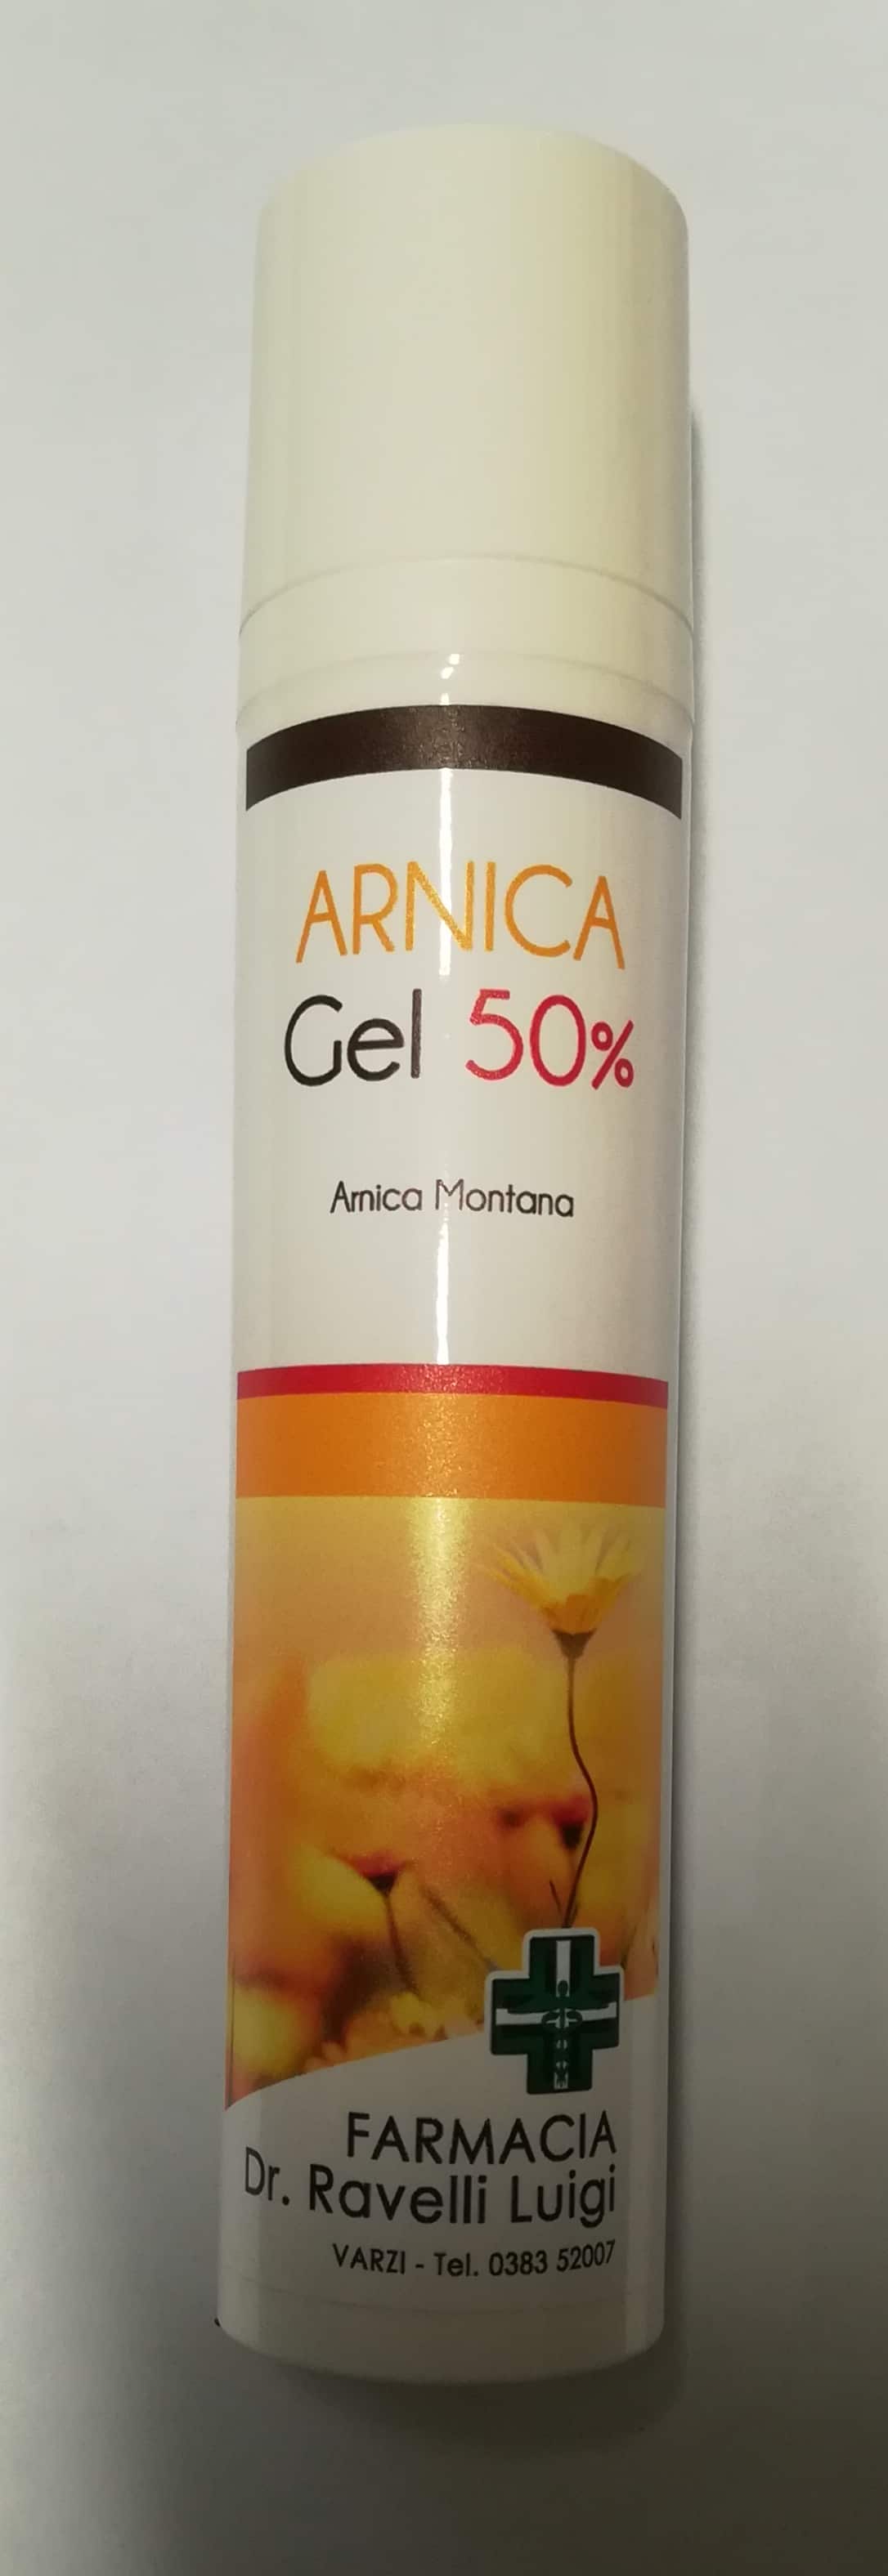 ARNICA
Gel 50%
Arnica Montana
FARMACIA
Dr. Ravelli Luigi
VARZI - Tel. 0383 52007